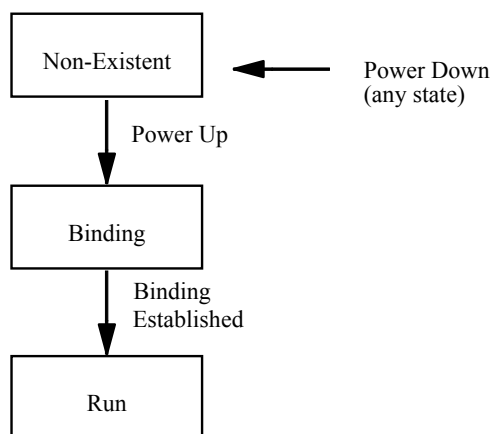 Non-Existent
Power Down
(any state)
Power Up
Binding
Binding
Established
Run